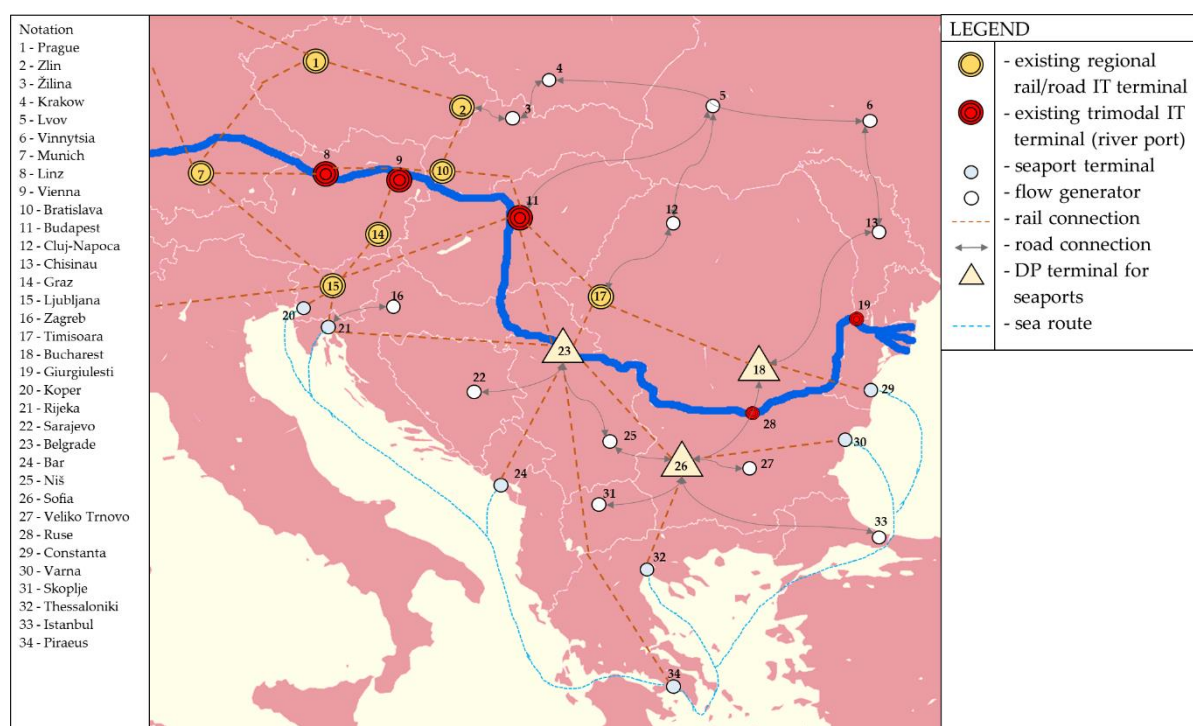 Notation
1 - Prague
2 - Zlin
3 - Žilina
4 - Krakow
5 - Lvov
6 - Vinnytsia
7 - Munich
8 - Linz
9 - Vienna
10 - Bratislava
11 - Budapest
12 - Cluj-Napoca
13 - Chisinau
14 - Graz
15 - Ljubljana
16 - Zagreb
17 - Timisoara
18 - Bucharest
19 - Giurgiulesti
20 - Koper
21 - Rijeka
22 - Sarajevo
23 - Belgrade
24 - Bar
25 - Niš
26 - Sofia
27 - Veliko Trnovo
28 - Ruse
29 - Constanta
30 - Varna
31 - Skoplje
32 - Thessaloniki
33 - Istanbul
34 - Piraeus
1
4
2
3
5
6
8
9
7
10
11
12
13
14
15
16
17
19
20
21
23
18
22
29
28
25
30
26
27
24
31
33
32
34
LEGEND
- existing regional
rail/road IT terminal
- existing trimodal IT
terminal (river port)
- seaport terminal
- flow generator
- rail connection
- road connection
- DP terminal for
seaports
- sea route